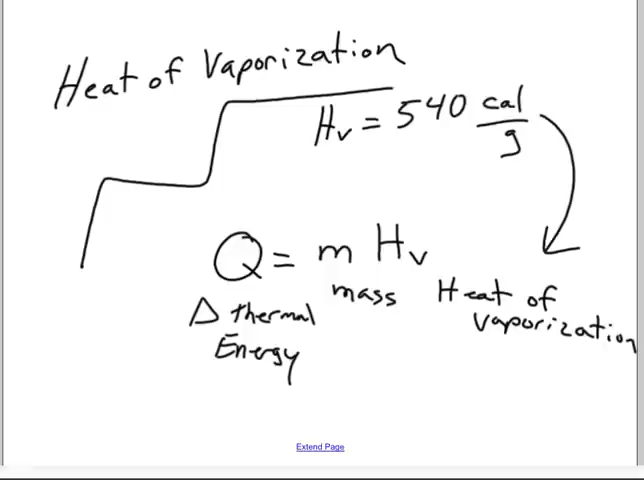 Heat of Vaporization
Hv = 540 cal/g
Q = m Hv
Δ thermal Energy
mass
Heat of vaporization
Extend Page